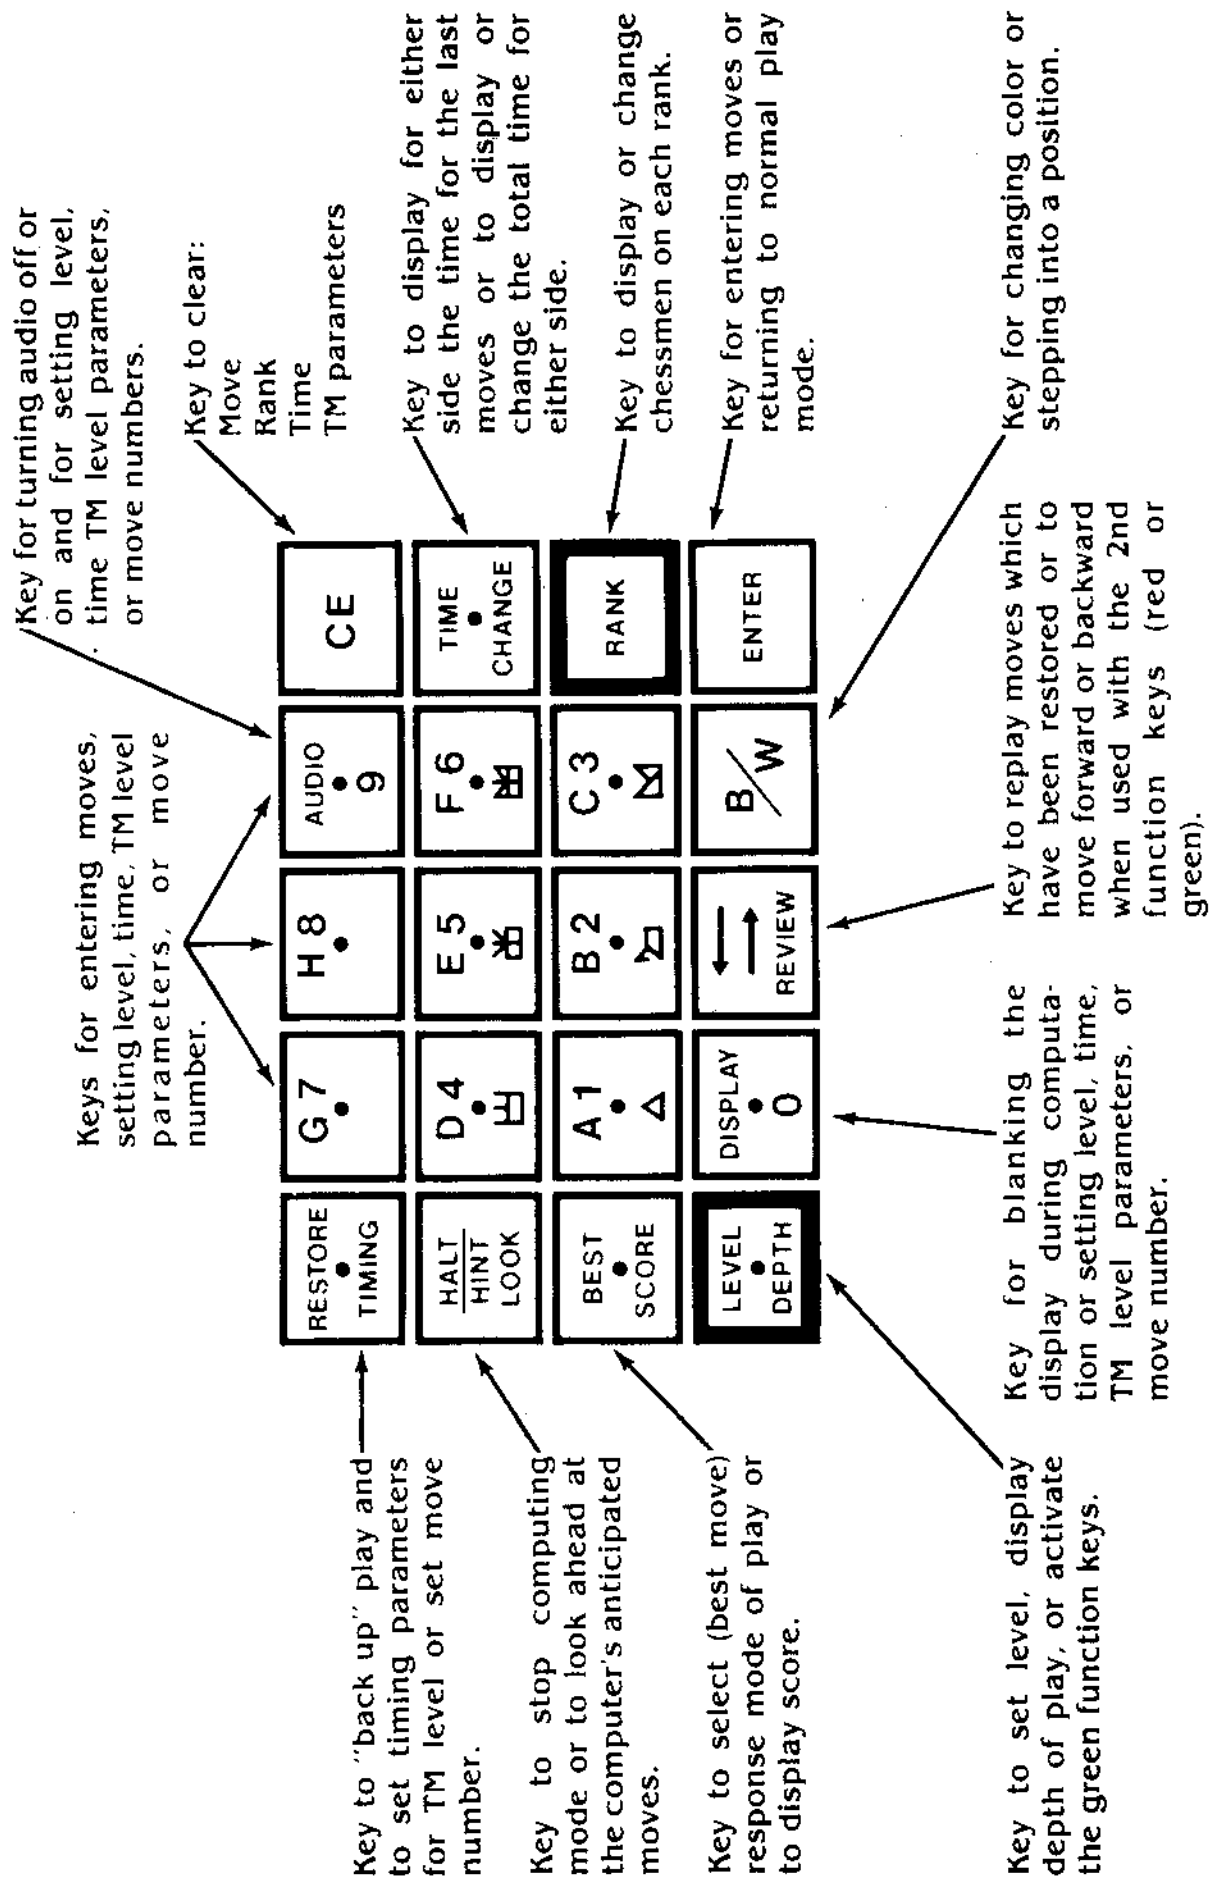 Key for turning audio off or
on and for setting level,
time TM level parameters,
or move numbers.
Keys for entering moves,
setting level, time, TM level
parameters, or move
number.
Key to clear:
Move
Rank
Time
TM parameters
Key to display for either
side the time for the last
moves or to display or
change the total time for
either side.
Key to display or change
chessmen on each rank.
Key for entering moves or
returning to normal play
mode.
Key for changing color or
stepping into a position.
Key to "back up" play and
to set timing parameters
for TM level or set move
number.
Key to stop computing
mode or to look ahead at
the computer's anticipated
moves.
Key to select (best move)
response mode of play or
to display score.
RESTORE
TIMING
G 7
H 8
AUDIO
9
CE
HALT
HINT
LOOK
D 4
E 5
F 6
TIME
CHANGE
BEST
SCORE
A 1
B 2
C 3
RANK
LEVEL
DEPTH
DISPLAY
0
REVIEW
B/W
ENTER
Key to set level, display
depth of play, or activate
the green function keys.
Key for blanking the
display during computa-
tion or setting level, time,
TM level parameters, or
move number.
Key to replay moves which
have been restored or to
move forward or backward
when used with the 2nd
function keys (red or
green).